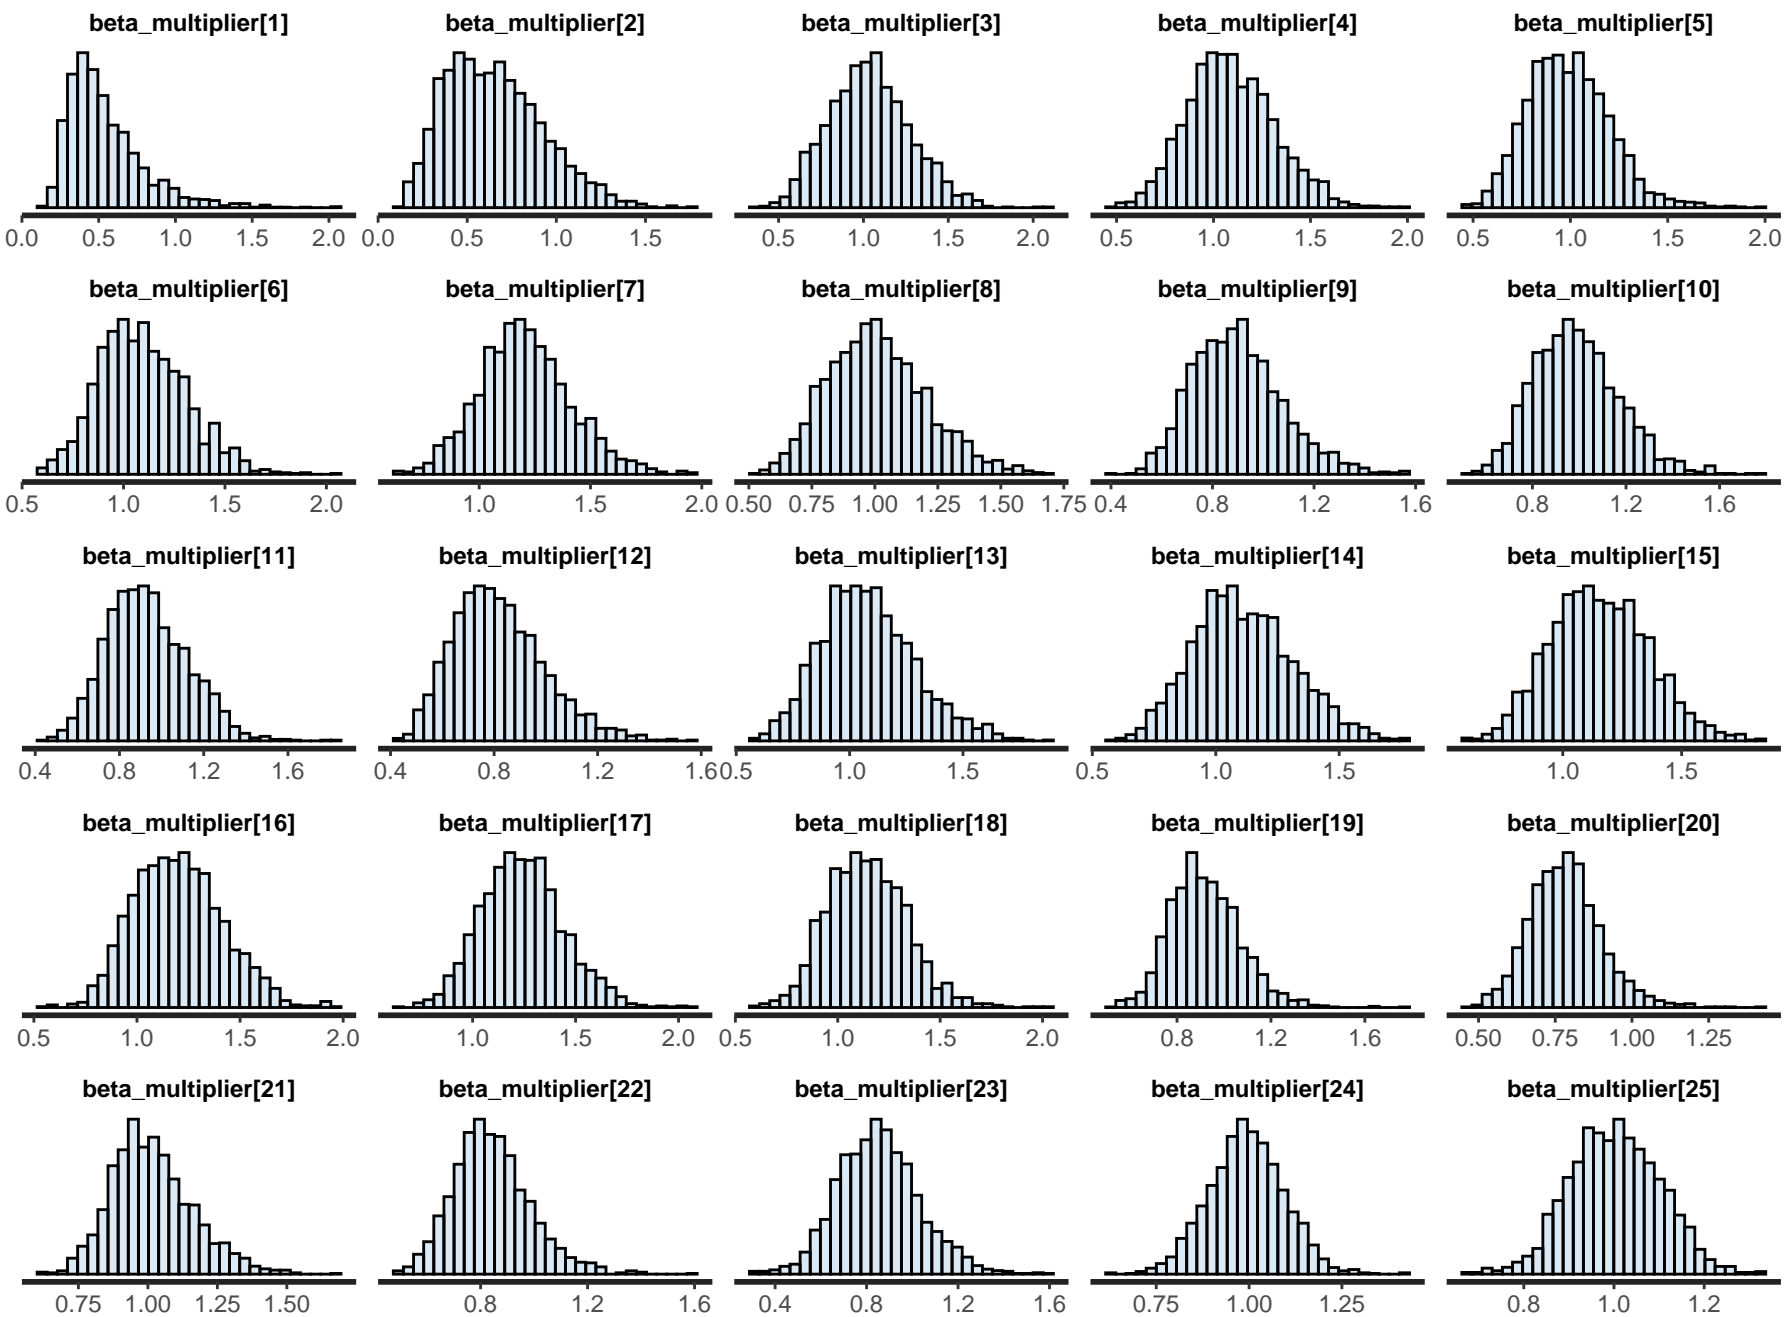 beta_multiplier[1] beta_multiplier[2] beta_multiplier[3] beta_multiplier[4] beta_multiplier[5]
0.0 0.5 1.0 1.5 2.0 0.0 0.5 1.0 1.5 0.5 1.0 1.5 2.0 0.5 1.0 1.5 2.0 0.5 1.0 1.5 2.0
beta_multiplier[6] beta_multiplier[7] beta_multiplier[8] beta_multiplier[9] beta_multiplier[10]
0.5 1.0 1.5 2.0 1.0 1.5 2.0 0.50 0.75 1.00 1.25 1.50 1.75 0.4 0.8 1.2 1.6 0.8 1.2 1.6
beta_multiplier[11] beta_multiplier[12] beta_multiplier[13] beta_multiplier[14] beta_multiplier[15]
0.4 0.8 1.2 1.6 0.4 0.8 1.2 1.6 0.5 1.0 1.5 0.5 1.0 1.5 1.0 1.5
beta_multiplier[16] beta_multiplier[17] beta_multiplier[18] beta_multiplier[19] beta_multiplier[20]
0.5 1.0 1.5 2.0 1.0 1.5 2.0 0.5 1.0 1.5 2.0 0.8 1.2 1.6 0.50 0.75 1.00 1.25
beta_multiplier[21] beta_multiplier[22] beta_multiplier[23] beta_multiplier[24] beta_multiplier[25]
0.75 1.00 1.25 1.50 0.8 1.2 1.6 0.4 0.8 1.2 1.6 0.75 1.00 1.25 0.8 1.0 1.2